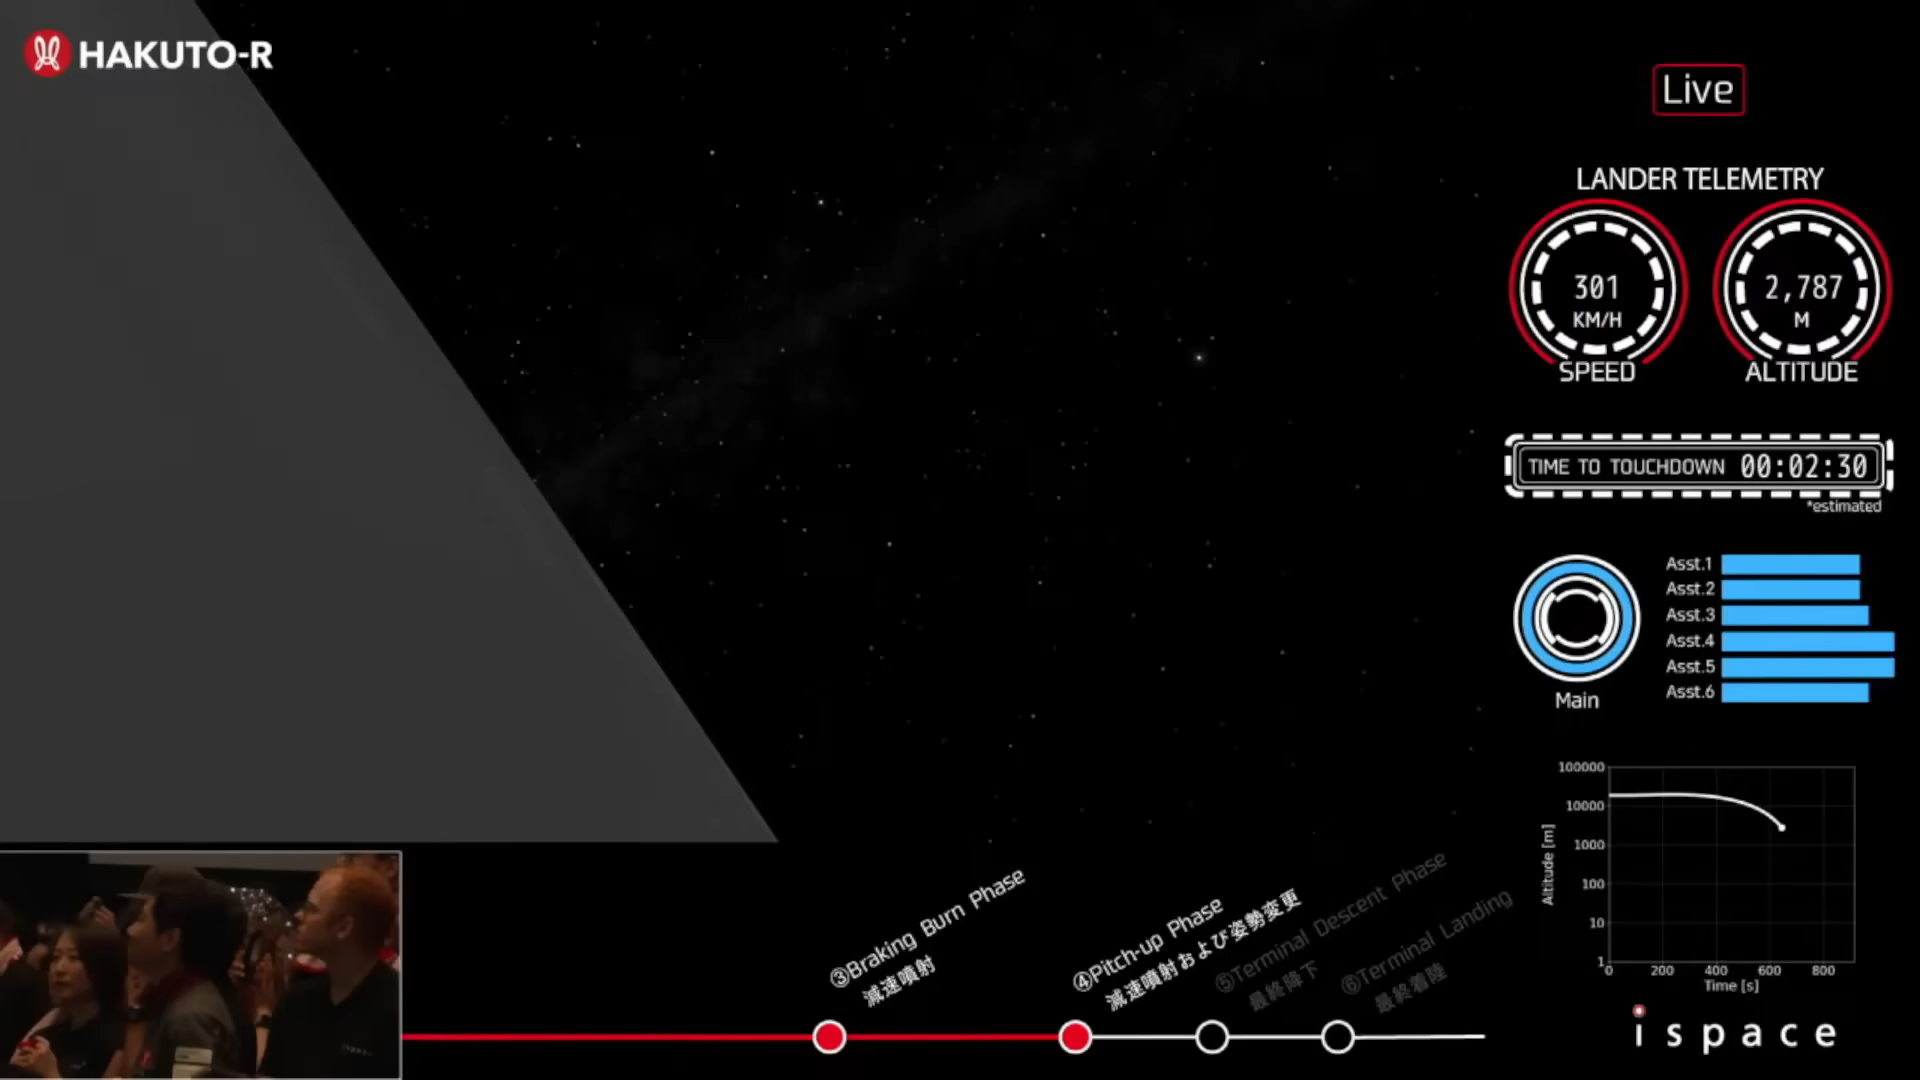 HAKUTO-R
Live
LANDER TELEMETRY
301
KM/H
SPEED
2,787
M
ALTITUDE
TIME TO TOUCHDOWN 00:02:30
*estimated
Main
Asst.1
Asst.2
Asst.3
Asst.4
Asst.5
Asst.6
100000
10000
1000
100
10
1
Altitude [m]
0 200 400 600 800
Time [s]
③Braking Burn Phase
減速噴射
④Pitch-up Phase
減速噴射および姿勢変更
⑤Terminal Descent Phase
最終降下
⑥Terminal Landing
最終着陸
ispace